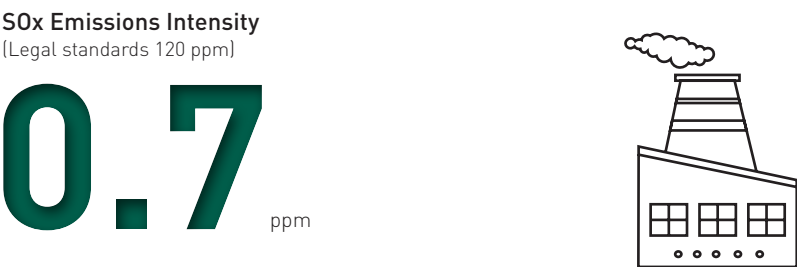 SOx Emissions Intensity
(Legal standards 120 ppm)
0.7 ppm